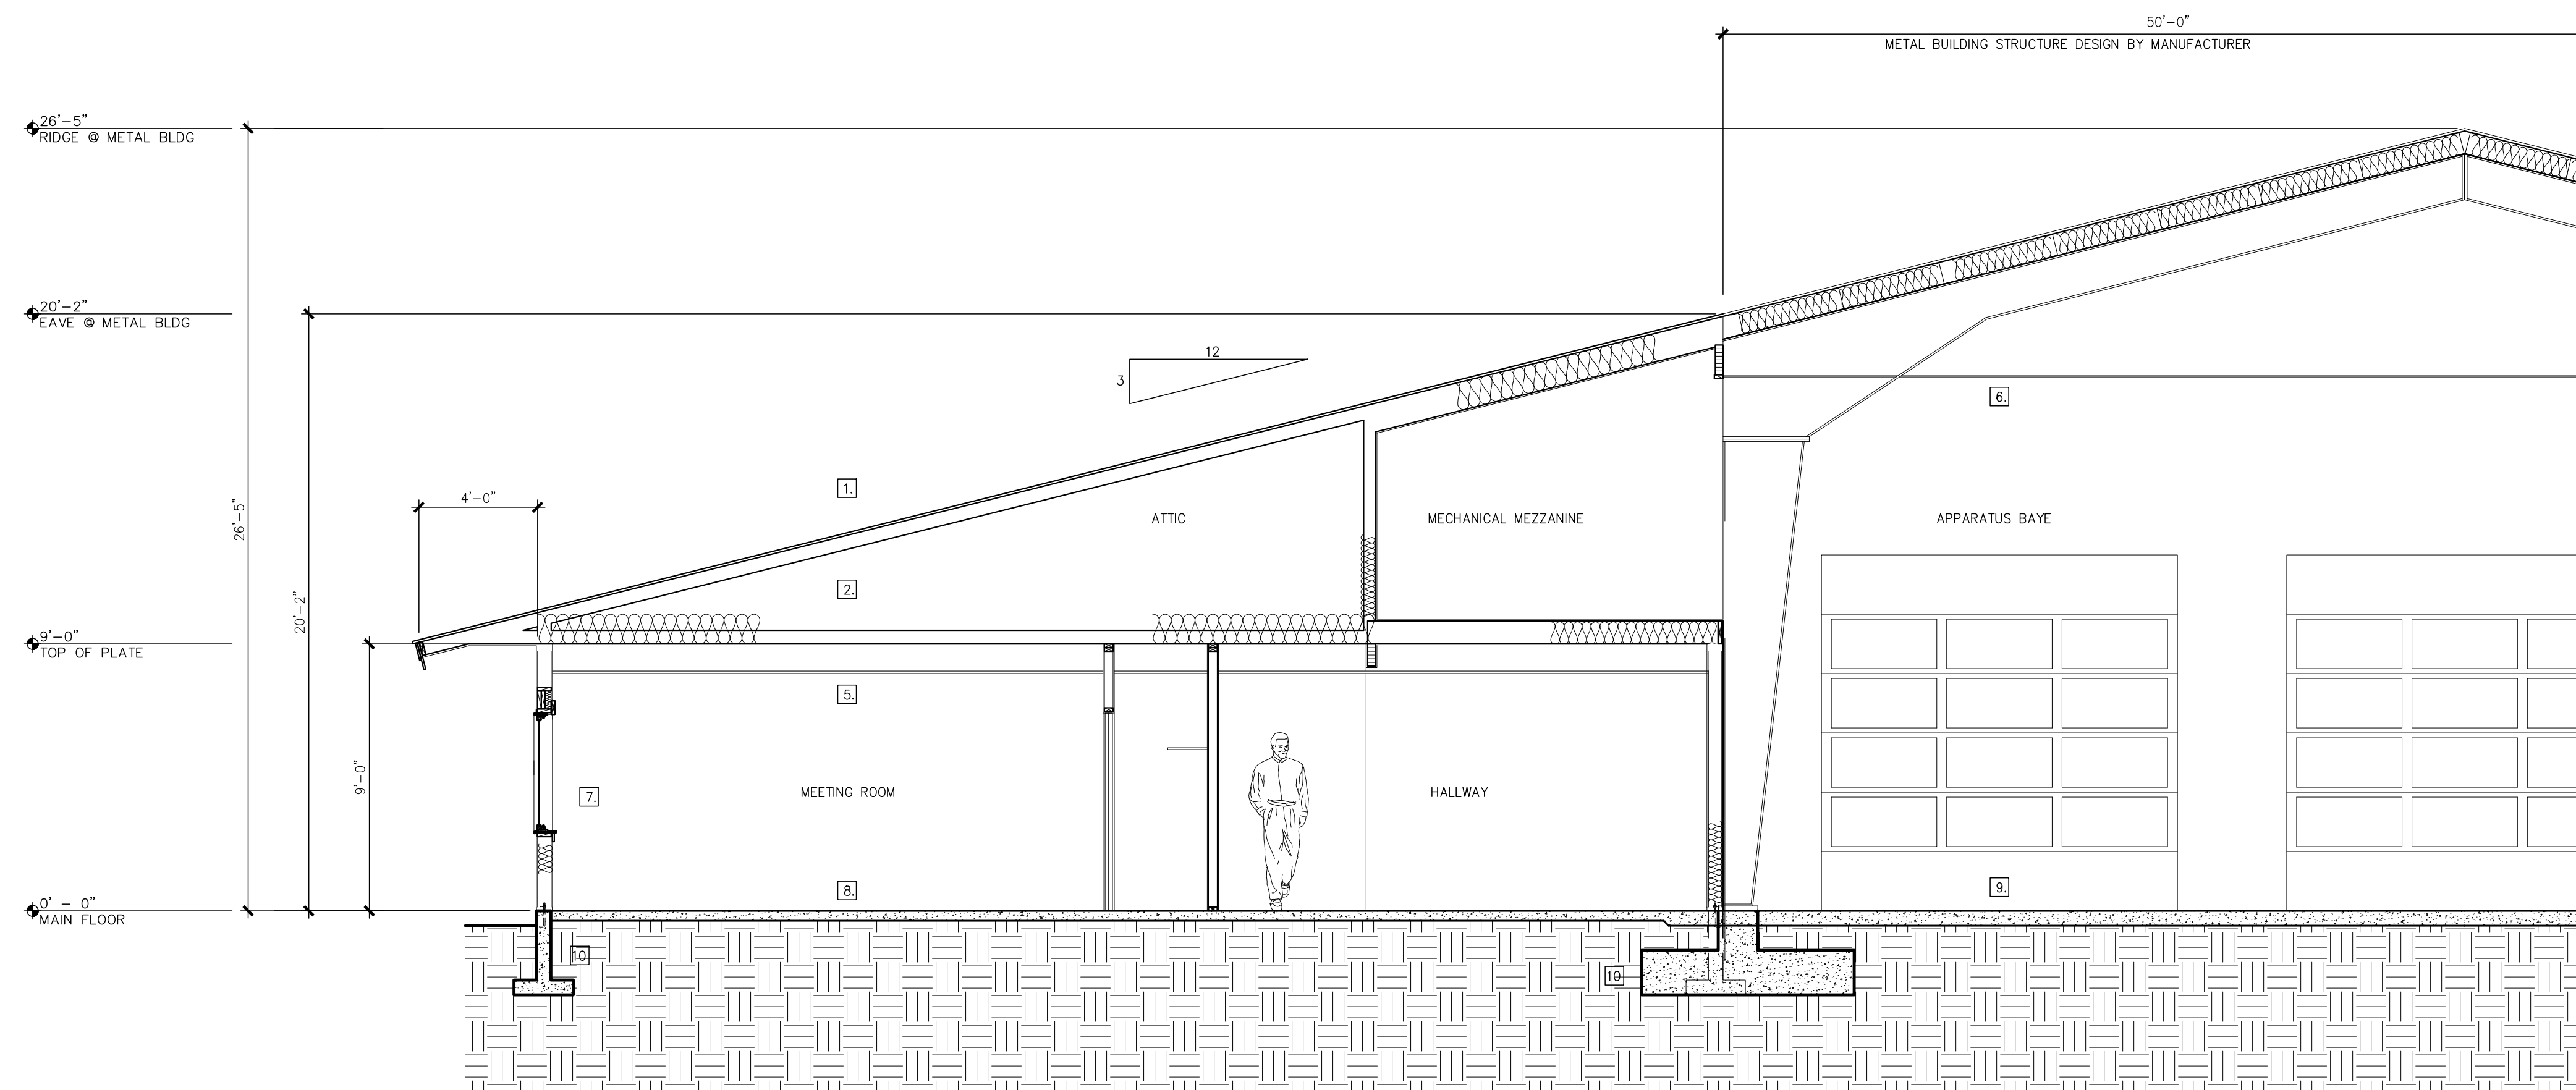 50'-0"
METAL BUILDING STRUCTURE DESIGN BY MANUFACTURER
26'-5"
RIDGE @ METAL BLDG
20'-2"
EAVE @ METAL BLDG
12
3
6.
4'-0"
1.
26'-5"
ATTIC
MECHANICAL MEZZANINE
APPARATUS BAYE
2.
20'-2"
9'-0"
TOP OF PLATE
5.
9'-0"
7.
MEETING ROOM
HALLWAY
8.
9.
0' - 0"
MAIN FLOOR
10
10